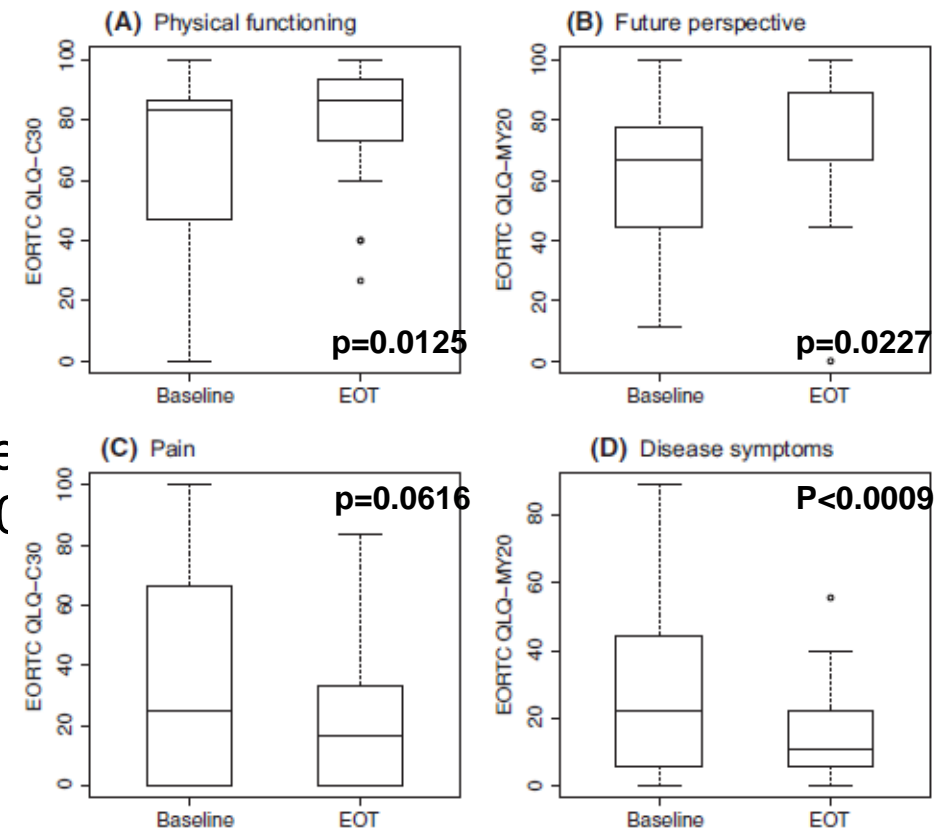 (A) Physical functioning
EORTC QLQ–C30
100
80
60
40
20
0
p=0.0125
Baseline EOT
(B) Future perspective
EORTC QLQ–MY20
100
80
60
40
20
0
p=0.0227
Baseline EOT
(C) Pain
EORTC QLQ–C30
100
80
60
40
20
0
p=0.0616
Baseline EOT
(D) Disease symptoms
EORTC QLQ–MY20
80
60
40
20
0
P<0.0009
Baseline EOT